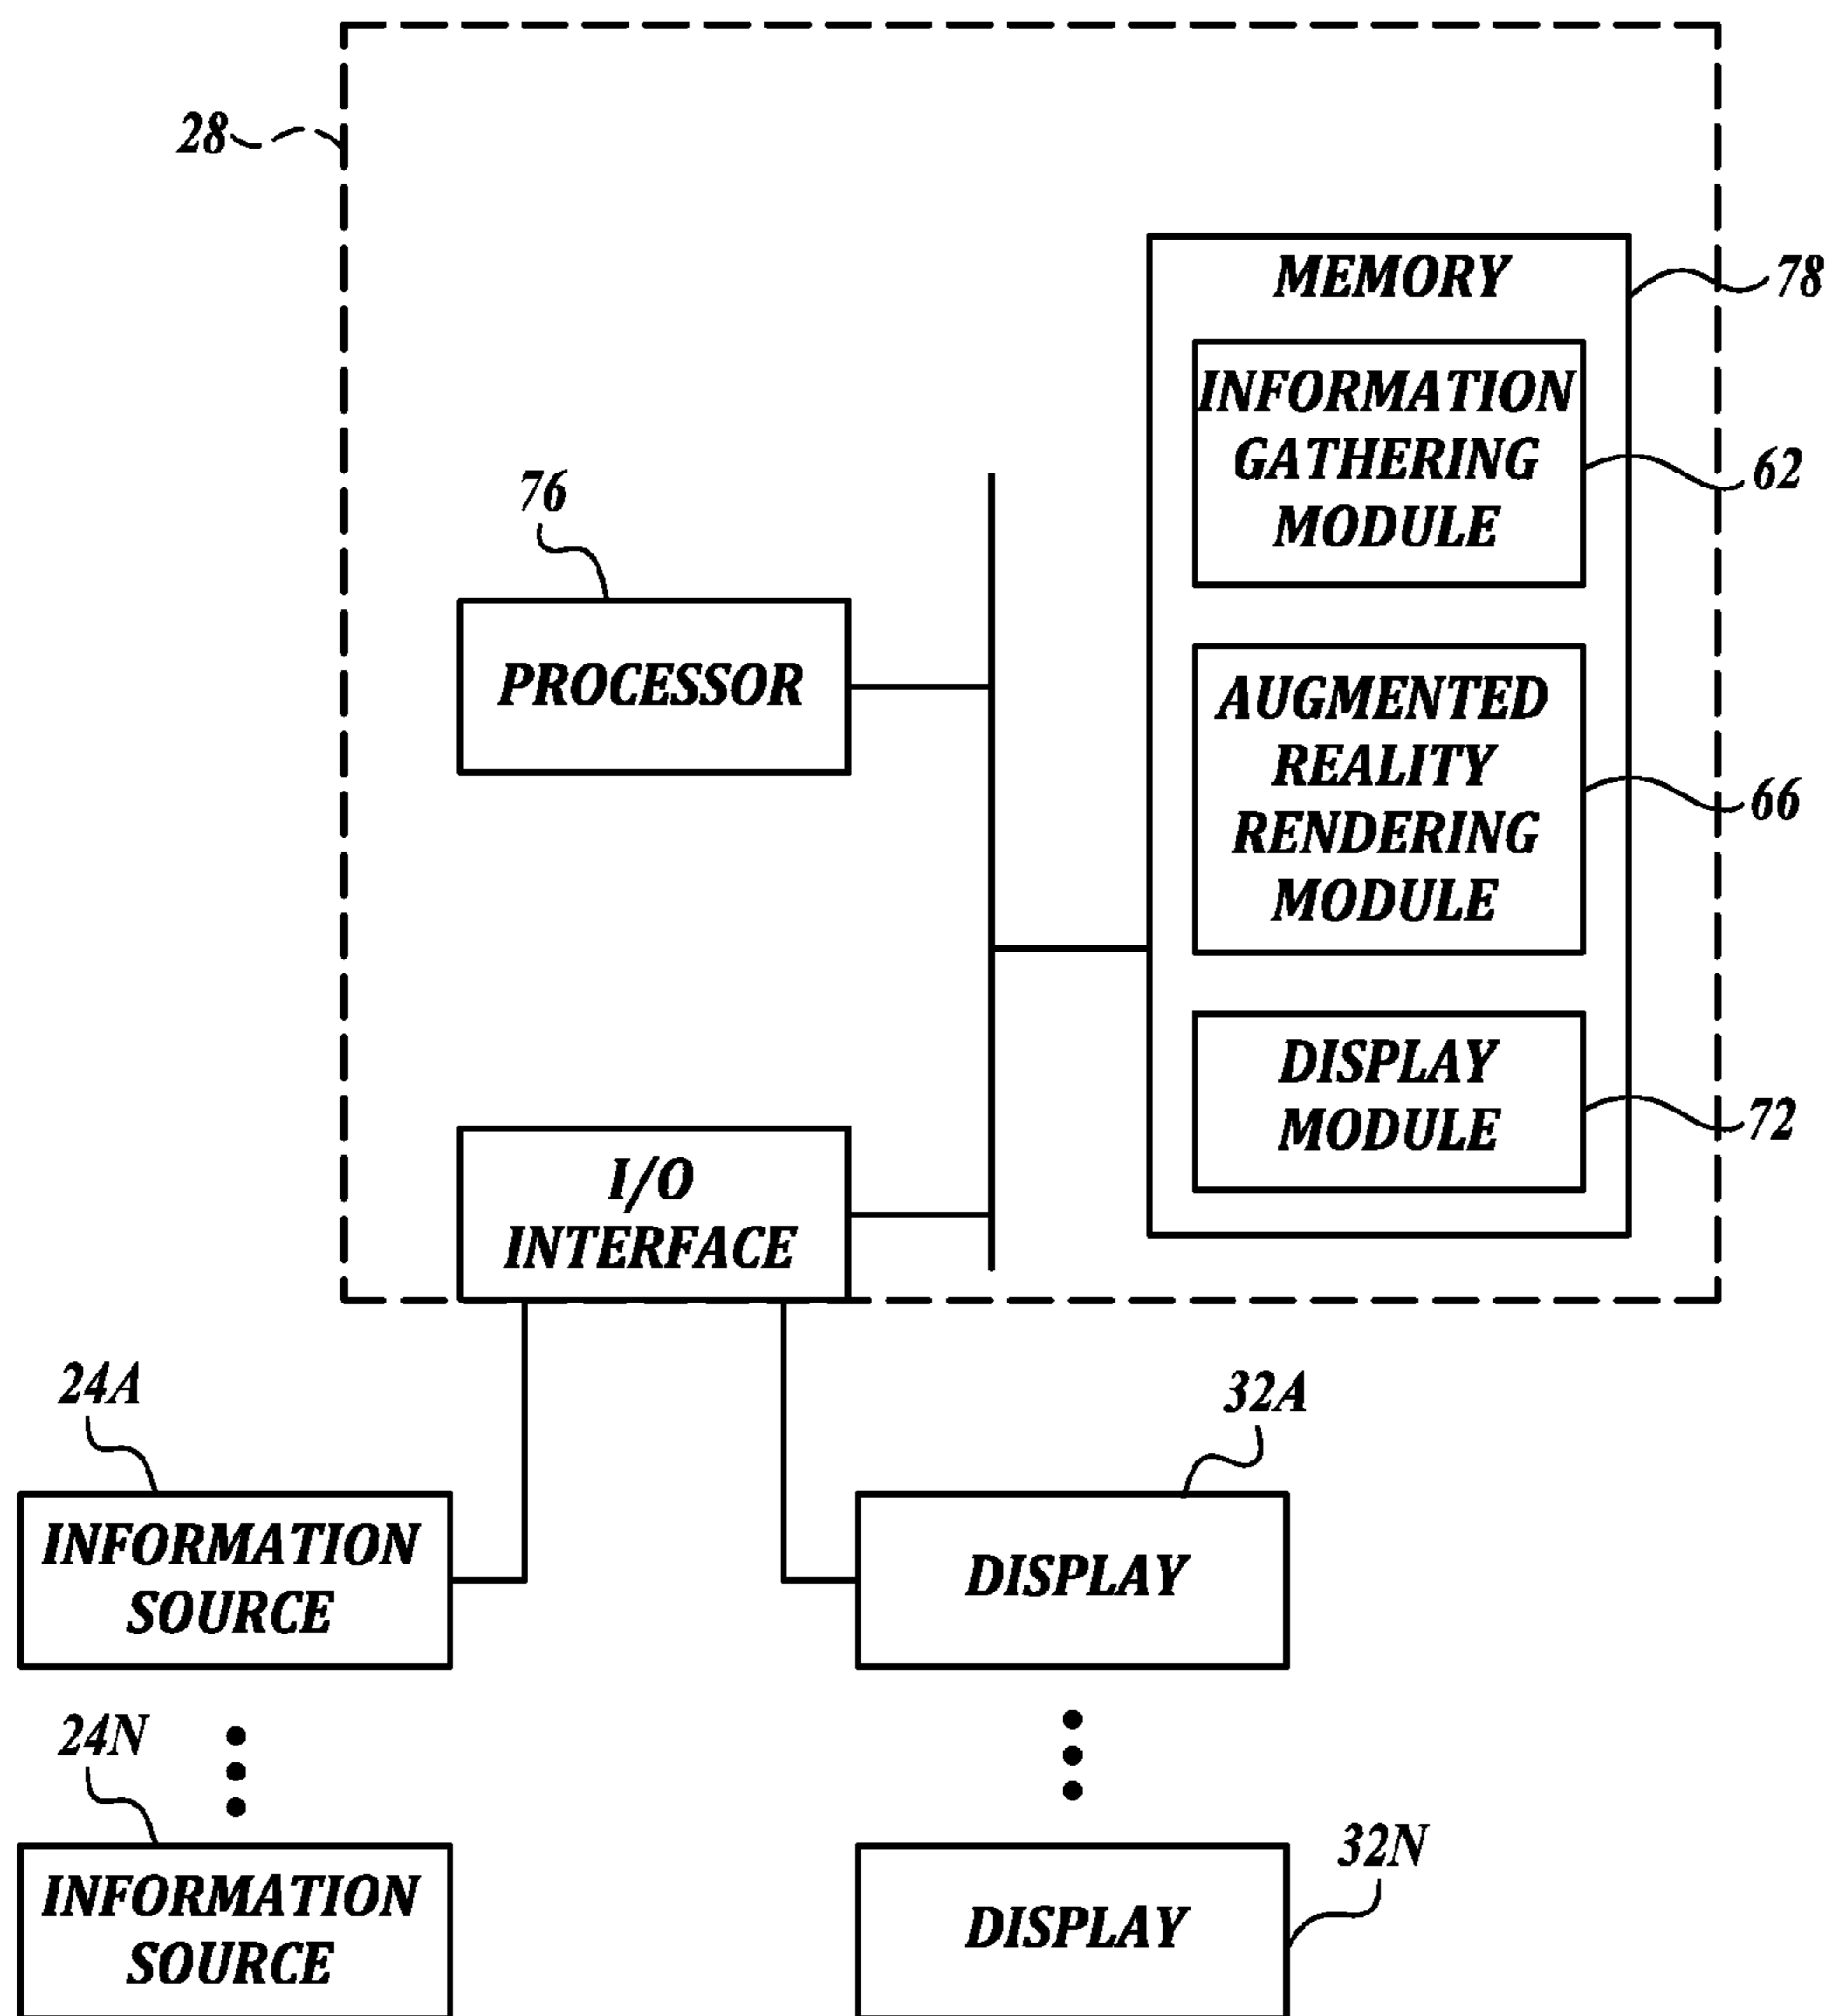 28
MEMORY
78
INFORMATION
GATHERING
MODULE
62
76
PROCESSOR
AUGMENTED
REALITY
RENDERING
MODULE
66
DISPLAY
MODULE
72
I/O
INTERFACE
24A
INFORMATION
SOURCE
32A
DISPLAY
24N
INFORMATION
SOURCE
32N
DISPLAY